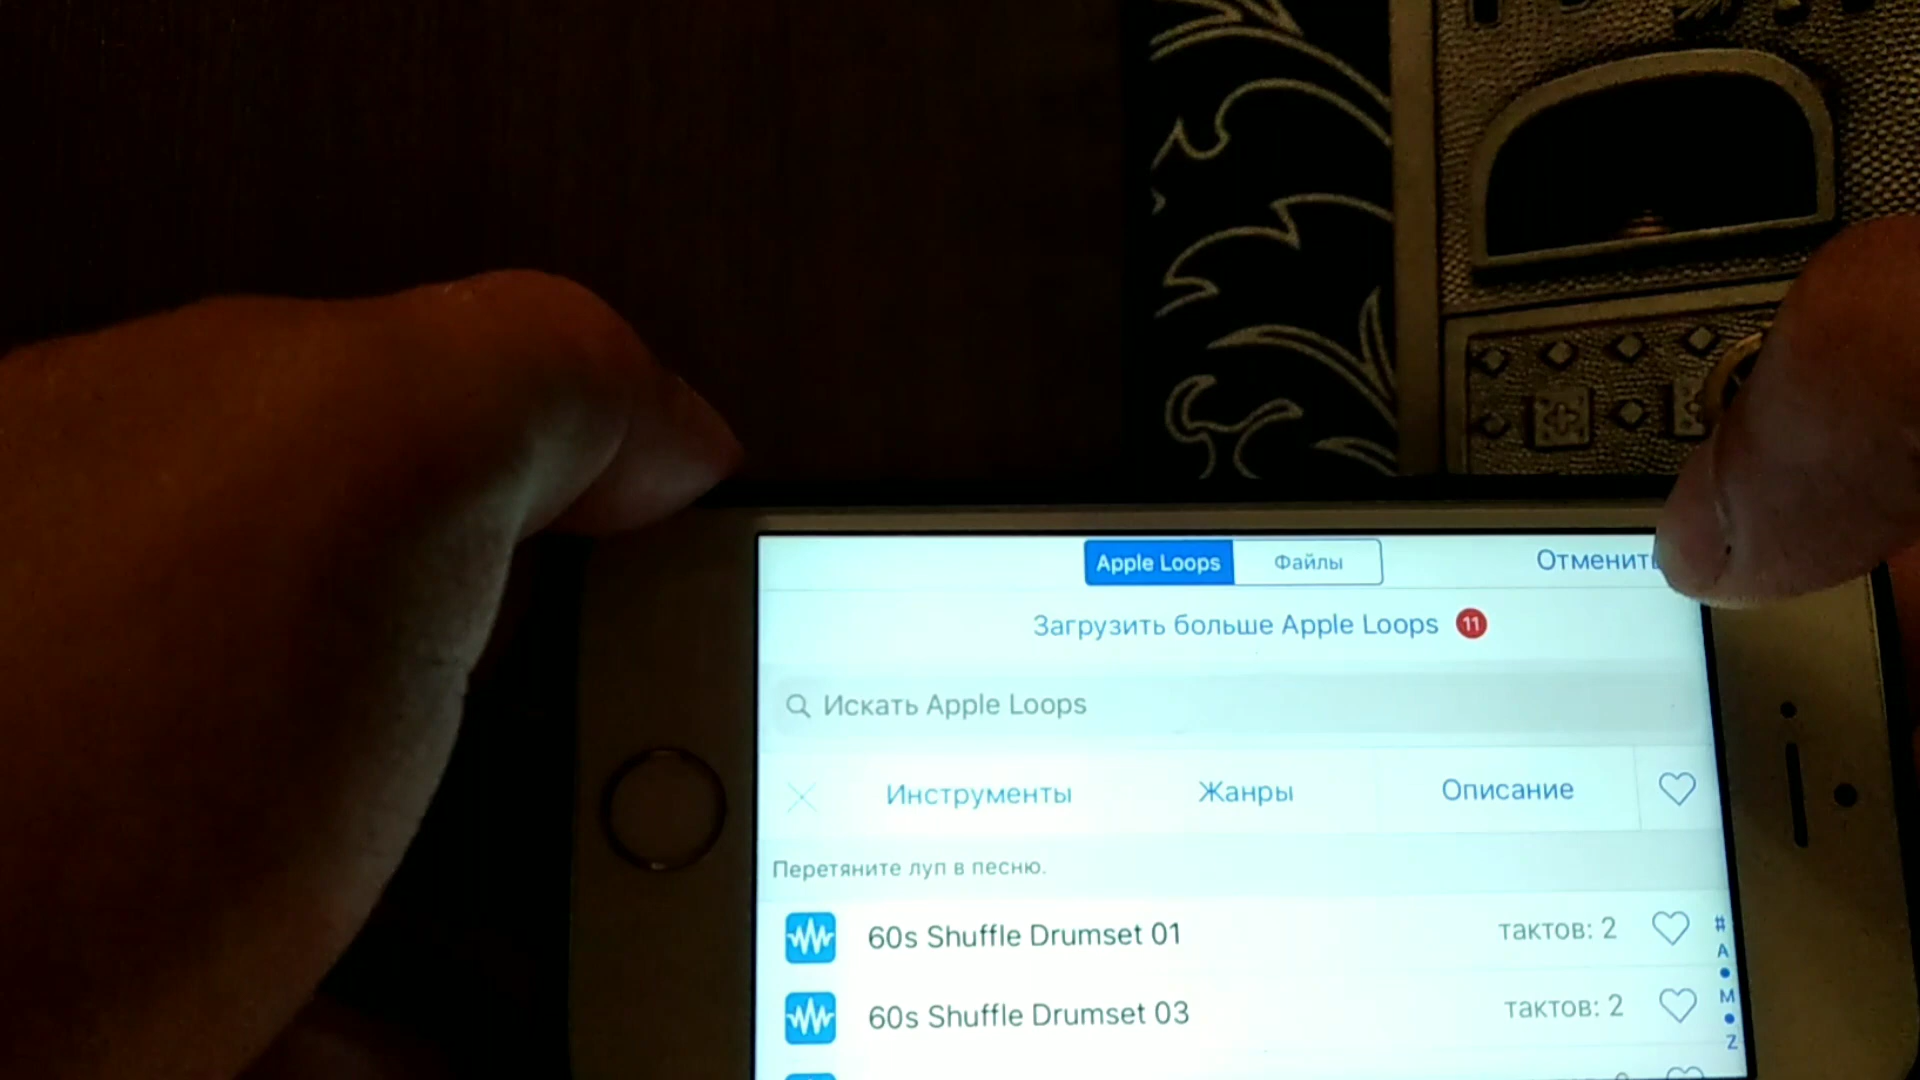 Apple Loops
Файлы
Отменить
Загрузить больше Apple Loops 11
Искать Apple Loops
Инструменты
Жанры
Описание
Перетяните луп в песню.
60s Shuffle Drumset 01
тактов: 2
60s Shuffle Drumset 03
тактов: 2
#
A
M
Z